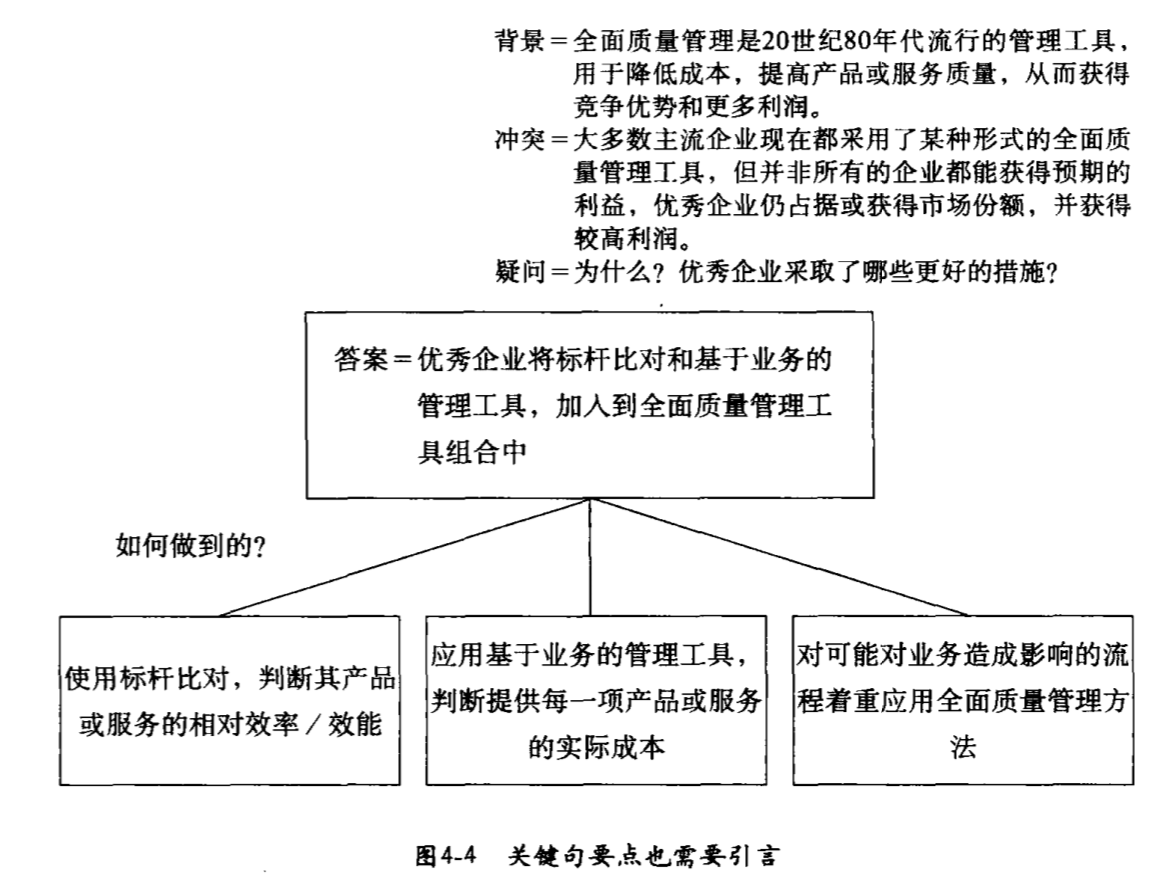 背景＝全面质量管理是20世纪80年代流行的管理工具，
用于降低成本，提高产品或服务质量，从而获得
竞争优势和更多利润。
冲突＝大多数主流企业现在都采用了某种形式的全面质
量管理工具，但并非所有的企业都能获得预期的
利益，优秀企业仍占据或获得市场份额，并获得
较高利润。
疑问＝为什么？优秀企业采取了哪些更好的措施？
答案＝优秀企业将标杆比对和基于业务的
管理工具，加入到全面质量管理工
具组合中
如何做到的？
使用标杆比对，判断其产品
或服务的相对效率／效能
应用基于业务的管理工具，
判断提供每一项产品或服务
的实际成本
对可能对业务造成影响的流
程着重应用全面质量管理方
法
图4-4 关键句要点也需要引言